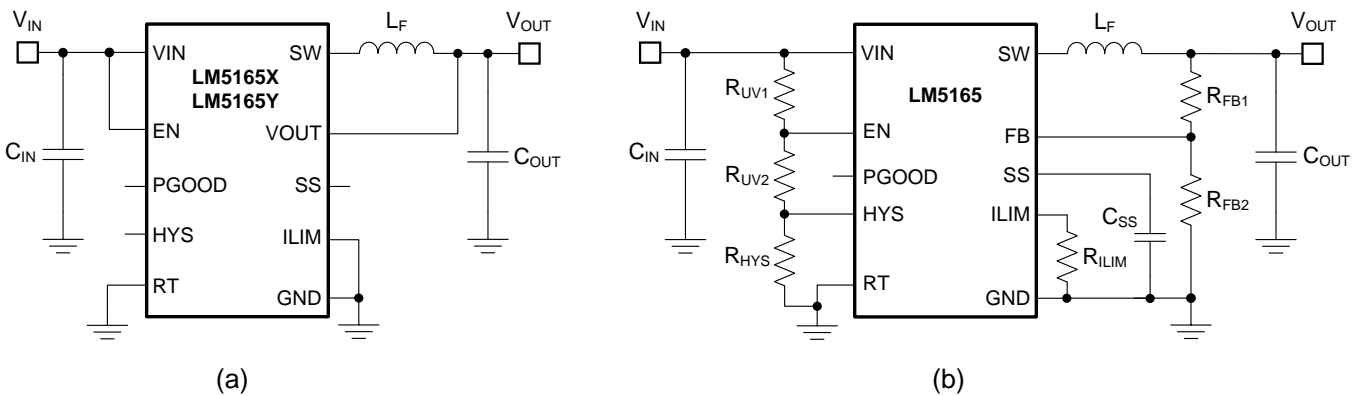 VIN
LF
VOUT
VIN
SW
LM5165X
LM5165Y
EN
VOUT
CIN
COUT
PGOOD
SS
HYS
ILIM
RT
GND
(a)
VIN
LF
VOUT
VIN
SW
RUV1
LM5165
RFB1
EN
FB
CIN
RUV2
PGOOD
SS
COUT
HYS
ILIM
CSS
RFB2
RHYS
RILIM
RT
GND
(b)